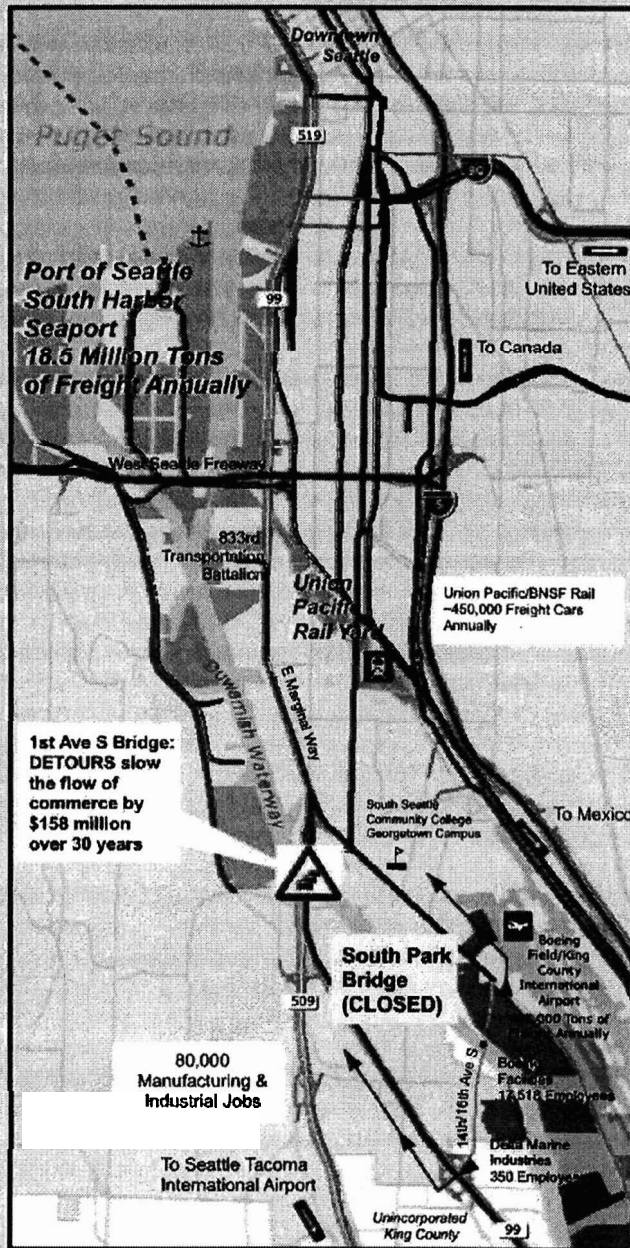 Downtown
Seattle
Puget Sound
519
Port of Seattle
South Harbor
Seaport
18.5 Million Tons
of Freight Annually
99
To Eastern
United States
To Canada
West Seattle Freeway
5
833rd
Transportation
Battalion
Union
Pacific
Rail Yard
Union Pacific/BNSF Rail
~450,000 Freight Cars
Annually
Duwamish Waterway
E Marginal Way
1st Ave S Bridge:
DETOURS slow
the flow of
commerce by
$158 million
over 30 years
South Seattle
Community College
Georgetown Campus
To Mexico
South Park
Bridge
(CLOSED)
Boeing
Field/King
County
International
Airport
Tons of
Annually
509
14th/16th Ave S
Boeing
Facilities
17,518 Employees
80,000
Manufacturing &
Industrial Jobs
Delta Marine
Industries
350 Employees
To Seattle Tacoma
International Airport
Unincorporated
King County
99